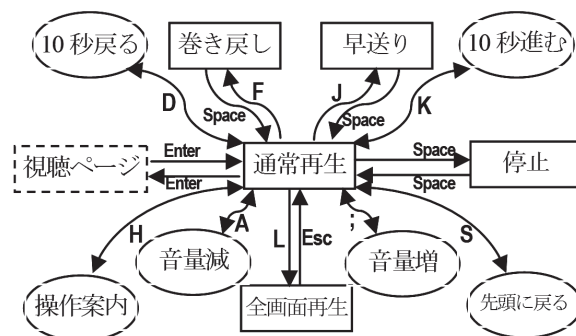 10秒戻る
巻き戻し
早送り
10秒進む
D
F
J
K
Space
Space
視聴ページ
Enter
Enter
通常再生
Space
Space
停止
H
A
L
Esc
;
S
操作案内
音量減
全画面再生
音量増
先頭に戻る